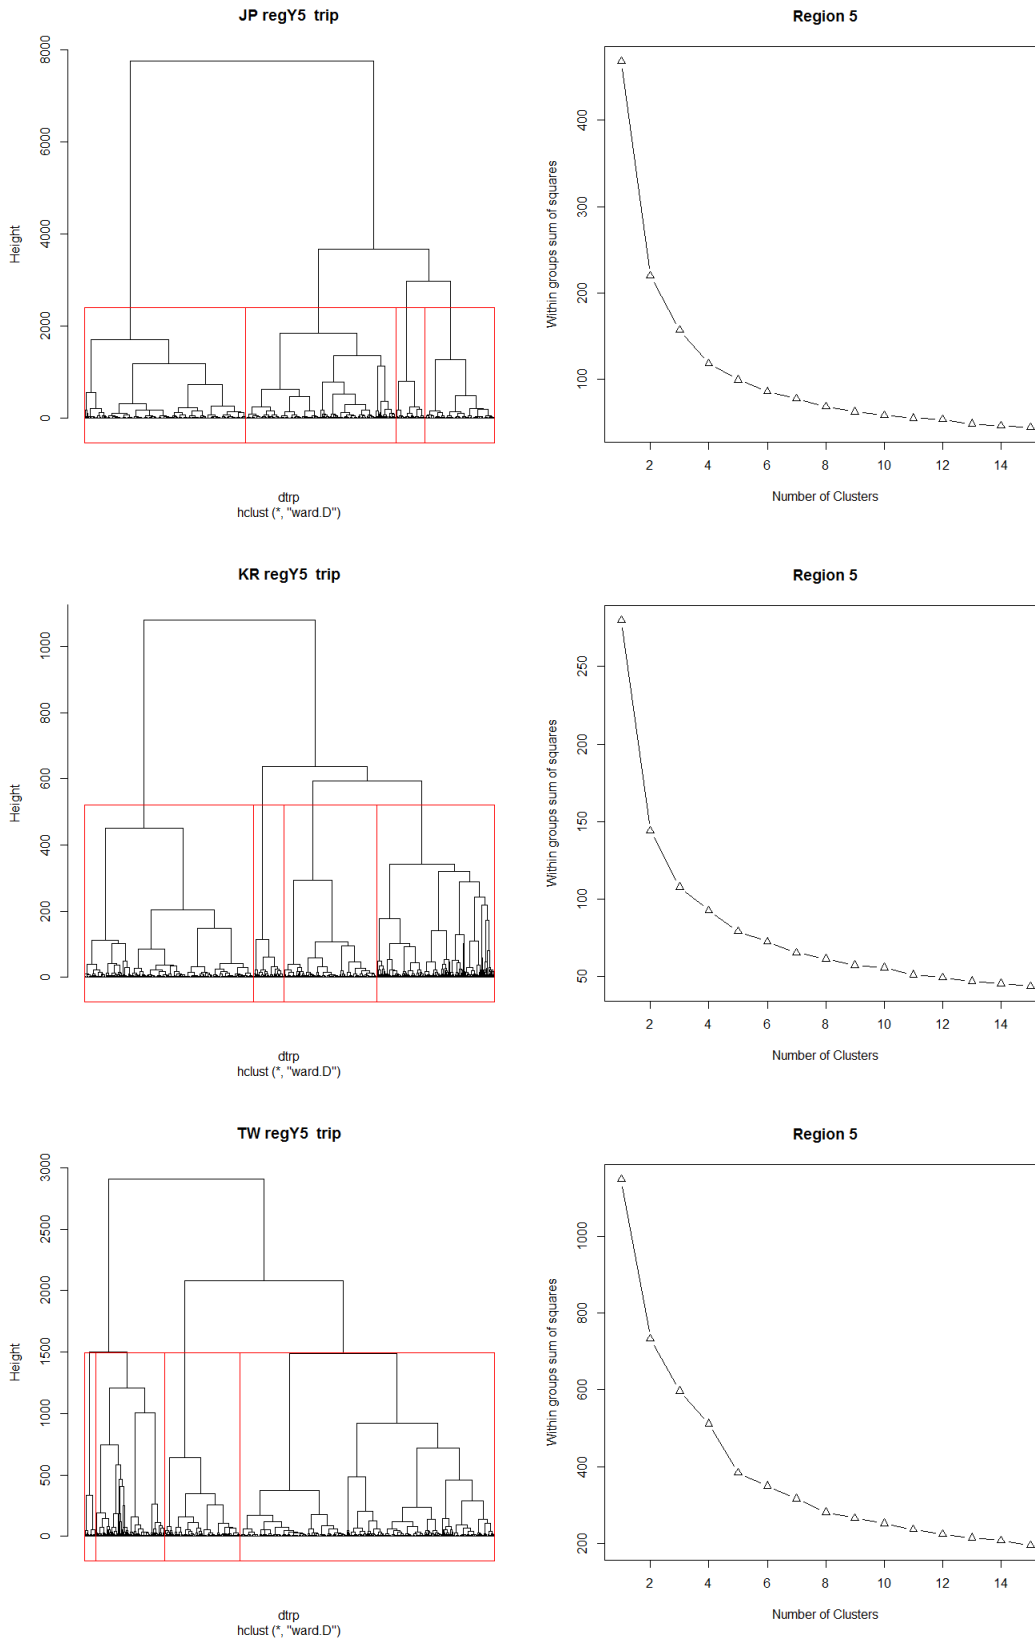 JP regY5 trip
Height
8000
6000
4000
2000
0
dtrp
hclust (*, "ward.D")
Region 5
Within groups sum of squares
400
300
200
100
2 4 6 8 10 12 14
Number of Clusters
KR regY5 trip
Height
1000
800
600
400
200
0
dtrp
hclust (*, "ward.D")
Region 5
Within groups sum of squares
250
200
150
100
50
2 4 6 8 10 12 14
Number of Clusters
TW regY5 trip
Height
3000
2500
2000
1500
1000
500
0
dtrp
hclust (*, "ward.D")
Region 5
Within groups sum of squares
1000
800
600
400
200
2 4 6 8 10 12 14
Number of Clusters